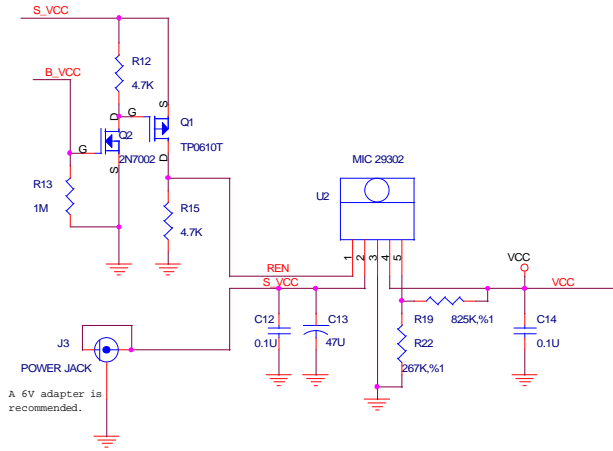 S_VCC
R12
4.7K
B_VCC
G
D
Q2
2N7002
S
G
S
Q1
TP0610T
D
R13
1M
R15
4.7K
MIC 29302
U2
1
2
3
4
5
REN
S_VCC
VCC
VCC
C12
0.1U
C13
47U
R19
825K,%1
R22
267K,%1
C14
0.1U
J3
POWER JACK
A 6V adapter is
recommended.